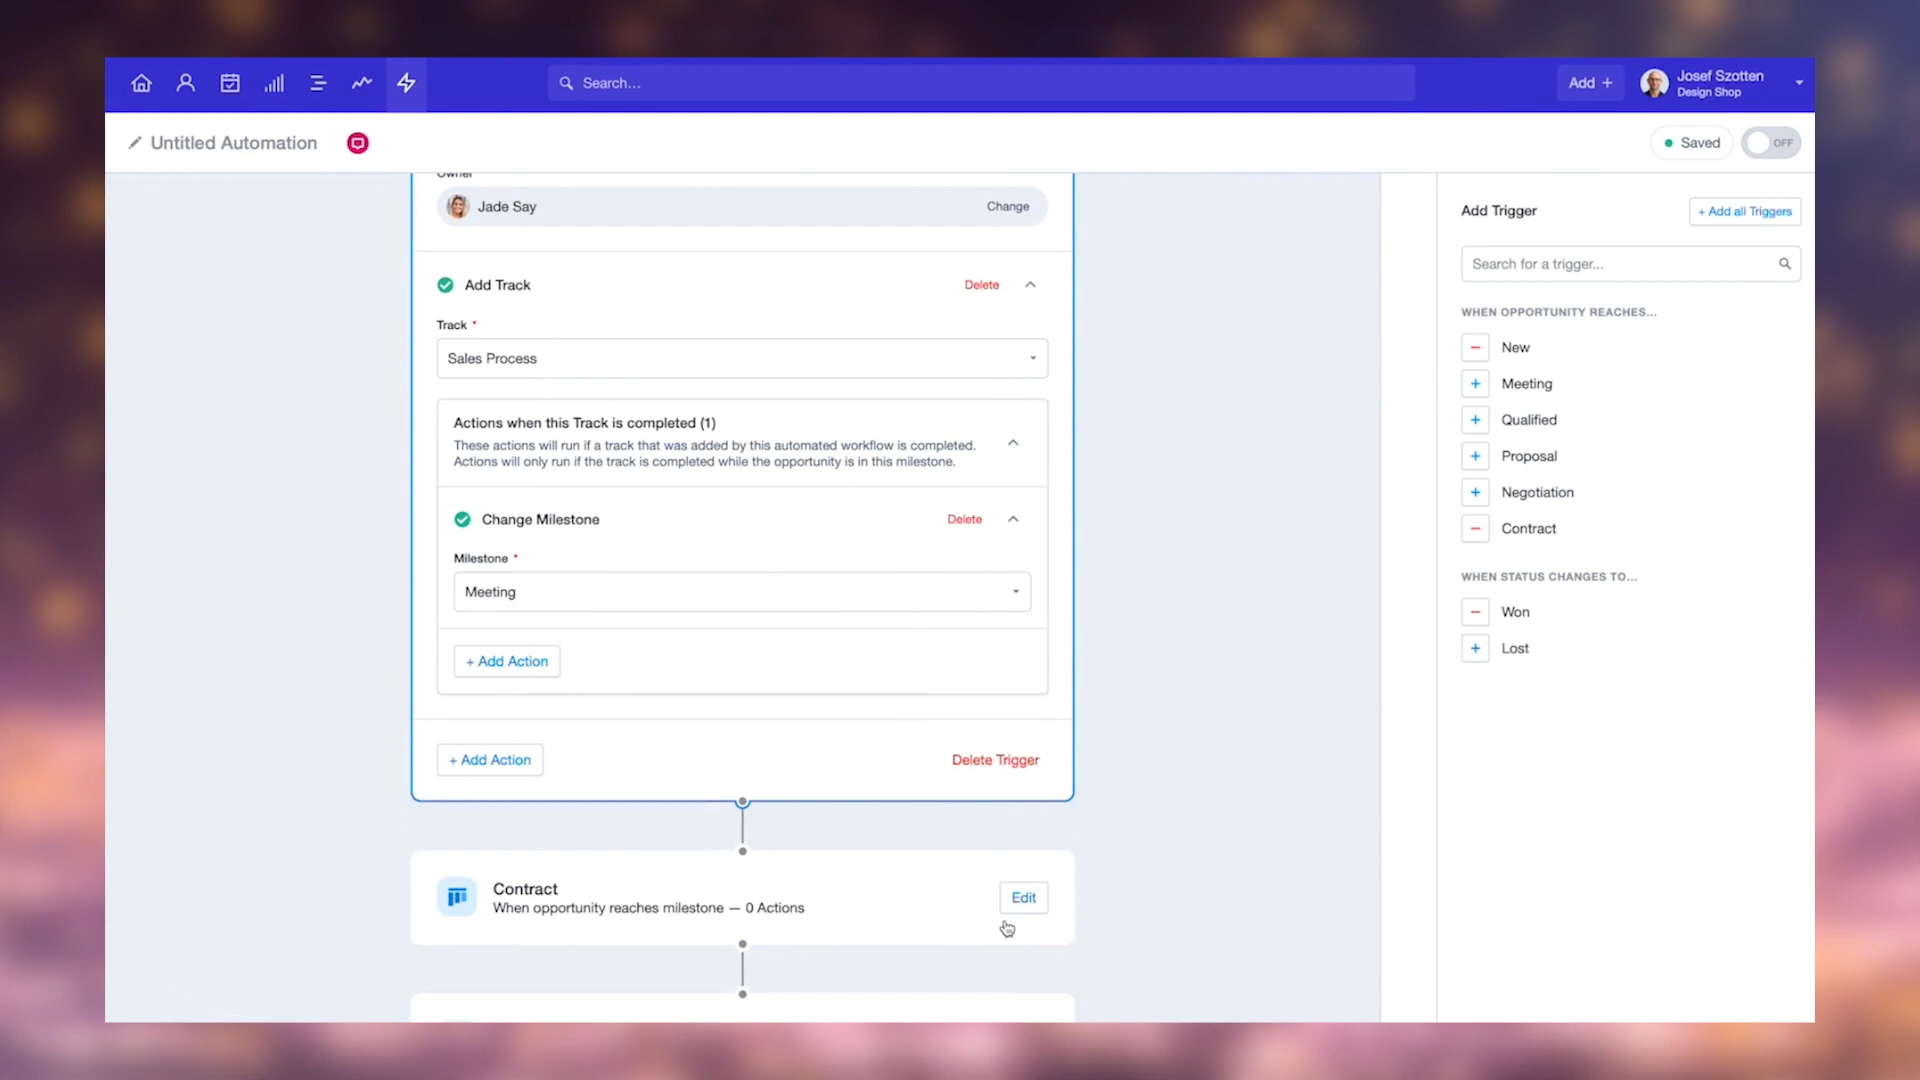 Search...
Add +
Josef Szotten
Design Shop
Untitled Automation
Saved
OFF
Owner
Jade Say
Change
Add Track
Delete
Track *
Sales Process
Actions when this Track is completed (1)
These actions will run if a track that was added by this automated workflow is completed.
Actions will only run if the track is completed while the opportunity is in this milestone.
Change Milestone
Delete
Milestone *
Meeting
+ Add Action
+ Add Action
Delete Trigger
Contract
When opportunity reaches milestone — 0 Actions
Edit
Add Trigger
+ Add all Triggers
Search for a trigger...
WHEN OPPORTUNITY REACHES...
New
Meeting
Qualified
Proposal
Negotiation
Contract
WHEN STATUS CHANGES TO...
Won
Lost